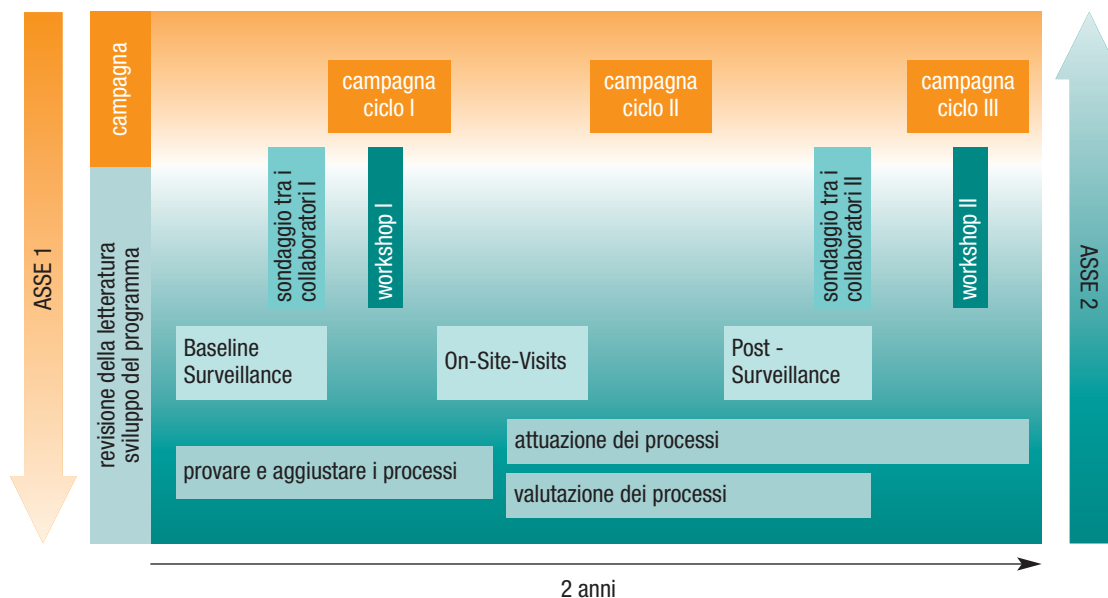 ASSE 1
campagna
revisione della letteratura
sviluppo del programma
campagna
ciclo I
campagna
ciclo II
campagna
ciclo III
sondaggio tra i
collaboratori I
workshop I
sondaggio tra i
collaboratori II
workshop II
Baseline
Surveillance
On-Site-Visits
Post -
Surveillance
attuazione dei processi
provare e aggiustare i processi
valutazione dei processi
ASSE 2
2 anni